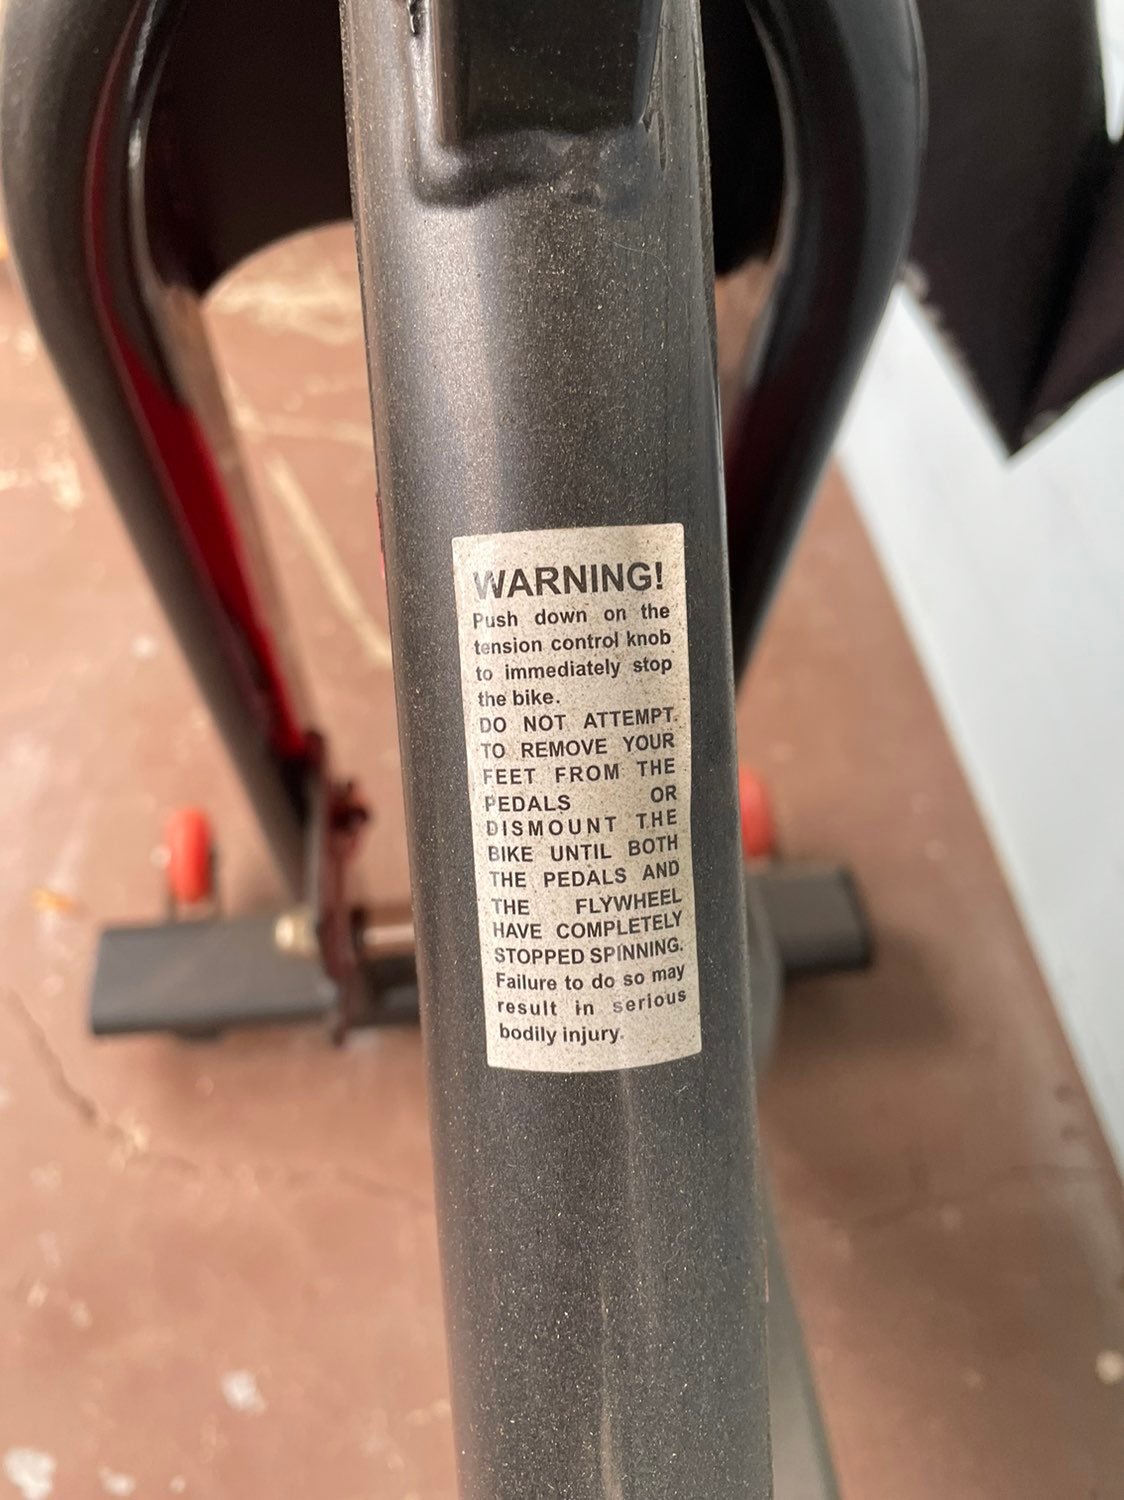 WARNING!
Push down on the
tension control knob
to immediately stop
the bike.
DO NOT ATTEMPT.
TO REMOVE YOUR
FEET FROM THE
PEDALS OR
DISMOUNT THE
BIKE UNTIL BOTH
THE PEDALS AND
THE FLYWHEEL
HAVE COMPLETELY
STOPPED SPINNING.
Failure to do so may
result in serious
bodily injury.